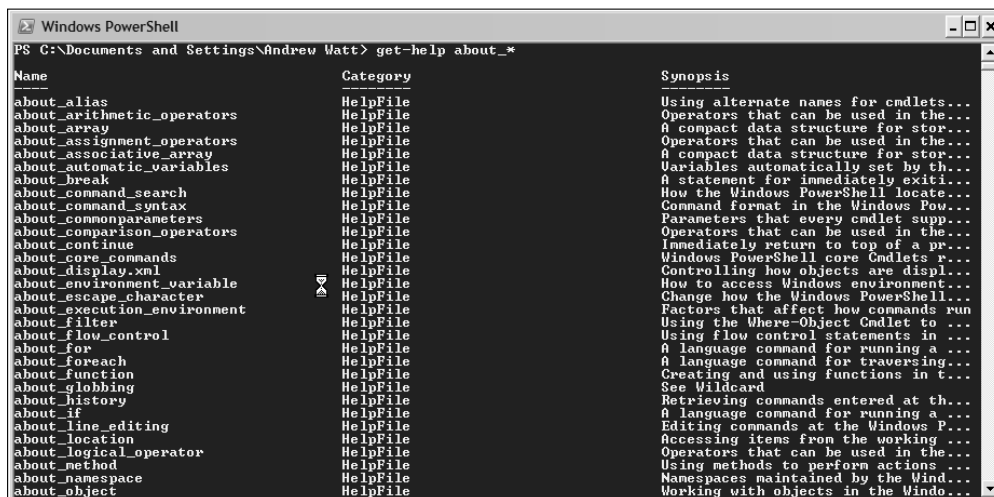 Windows PowerShell
PS C:\Documents and Settings\Andrew Watt> get-help about_*
Name Category Synopsis
---- -------- --------
about_alias HelpFile Using alternate names for cmdlets...
about_arithmetic_operators HelpFile Operators that can be used in the...
about_array HelpFile A compact data structure for stor...
about_assignment_operators HelpFile Operators that can be used in the...
about_associative_array HelpFile A compact data structure for stor...
about_automatic_variables HelpFile Variables automatically set by th...
about_break HelpFile A statement for immediately exiti...
about_command_search HelpFile How the Windows PowerShell locate...
about_command_syntax HelpFile Command format in the Windows Pow...
about_commonparameters HelpFile Parameters that every cmdlet supp...
about_comparison_operators HelpFile Operators that can be used in the...
about_continue HelpFile Immediately return to top of a pr...
about_core_commands HelpFile Windows PowerShell core Cmdlets r...
about_display.xml HelpFile Controlling how objects are displ...
about_environment_variable HelpFile How to access Windows environment...
about_escape_character HelpFile Change how the Windows PowerShell...
about_execution_environment HelpFile Factors that affect how commands run
about_filter HelpFile Using the Where-Object Cmdlet to ...
about_flow_control HelpFile Using flow control statements in ...
about_for HelpFile A language command for running a ...
about_foreach HelpFile A language command for traversing...
about_function HelpFile Creating and using functions in t...
about_globbing HelpFile See Wildcard
about_history HelpFile Retrieving commands entered at th...
about_if HelpFile A language command for running a ...
about_line_editing HelpFile Editing commands at the Windows P...
about_location HelpFile Accessing items from the working ...
about_logical_operator HelpFile Operators that can be used in the...
about_method HelpFile Using methods to perform actions ...
about_namespace HelpFile Namespaces maintained by the Wind...
about_object HelpFile Working with objects in the Windo...